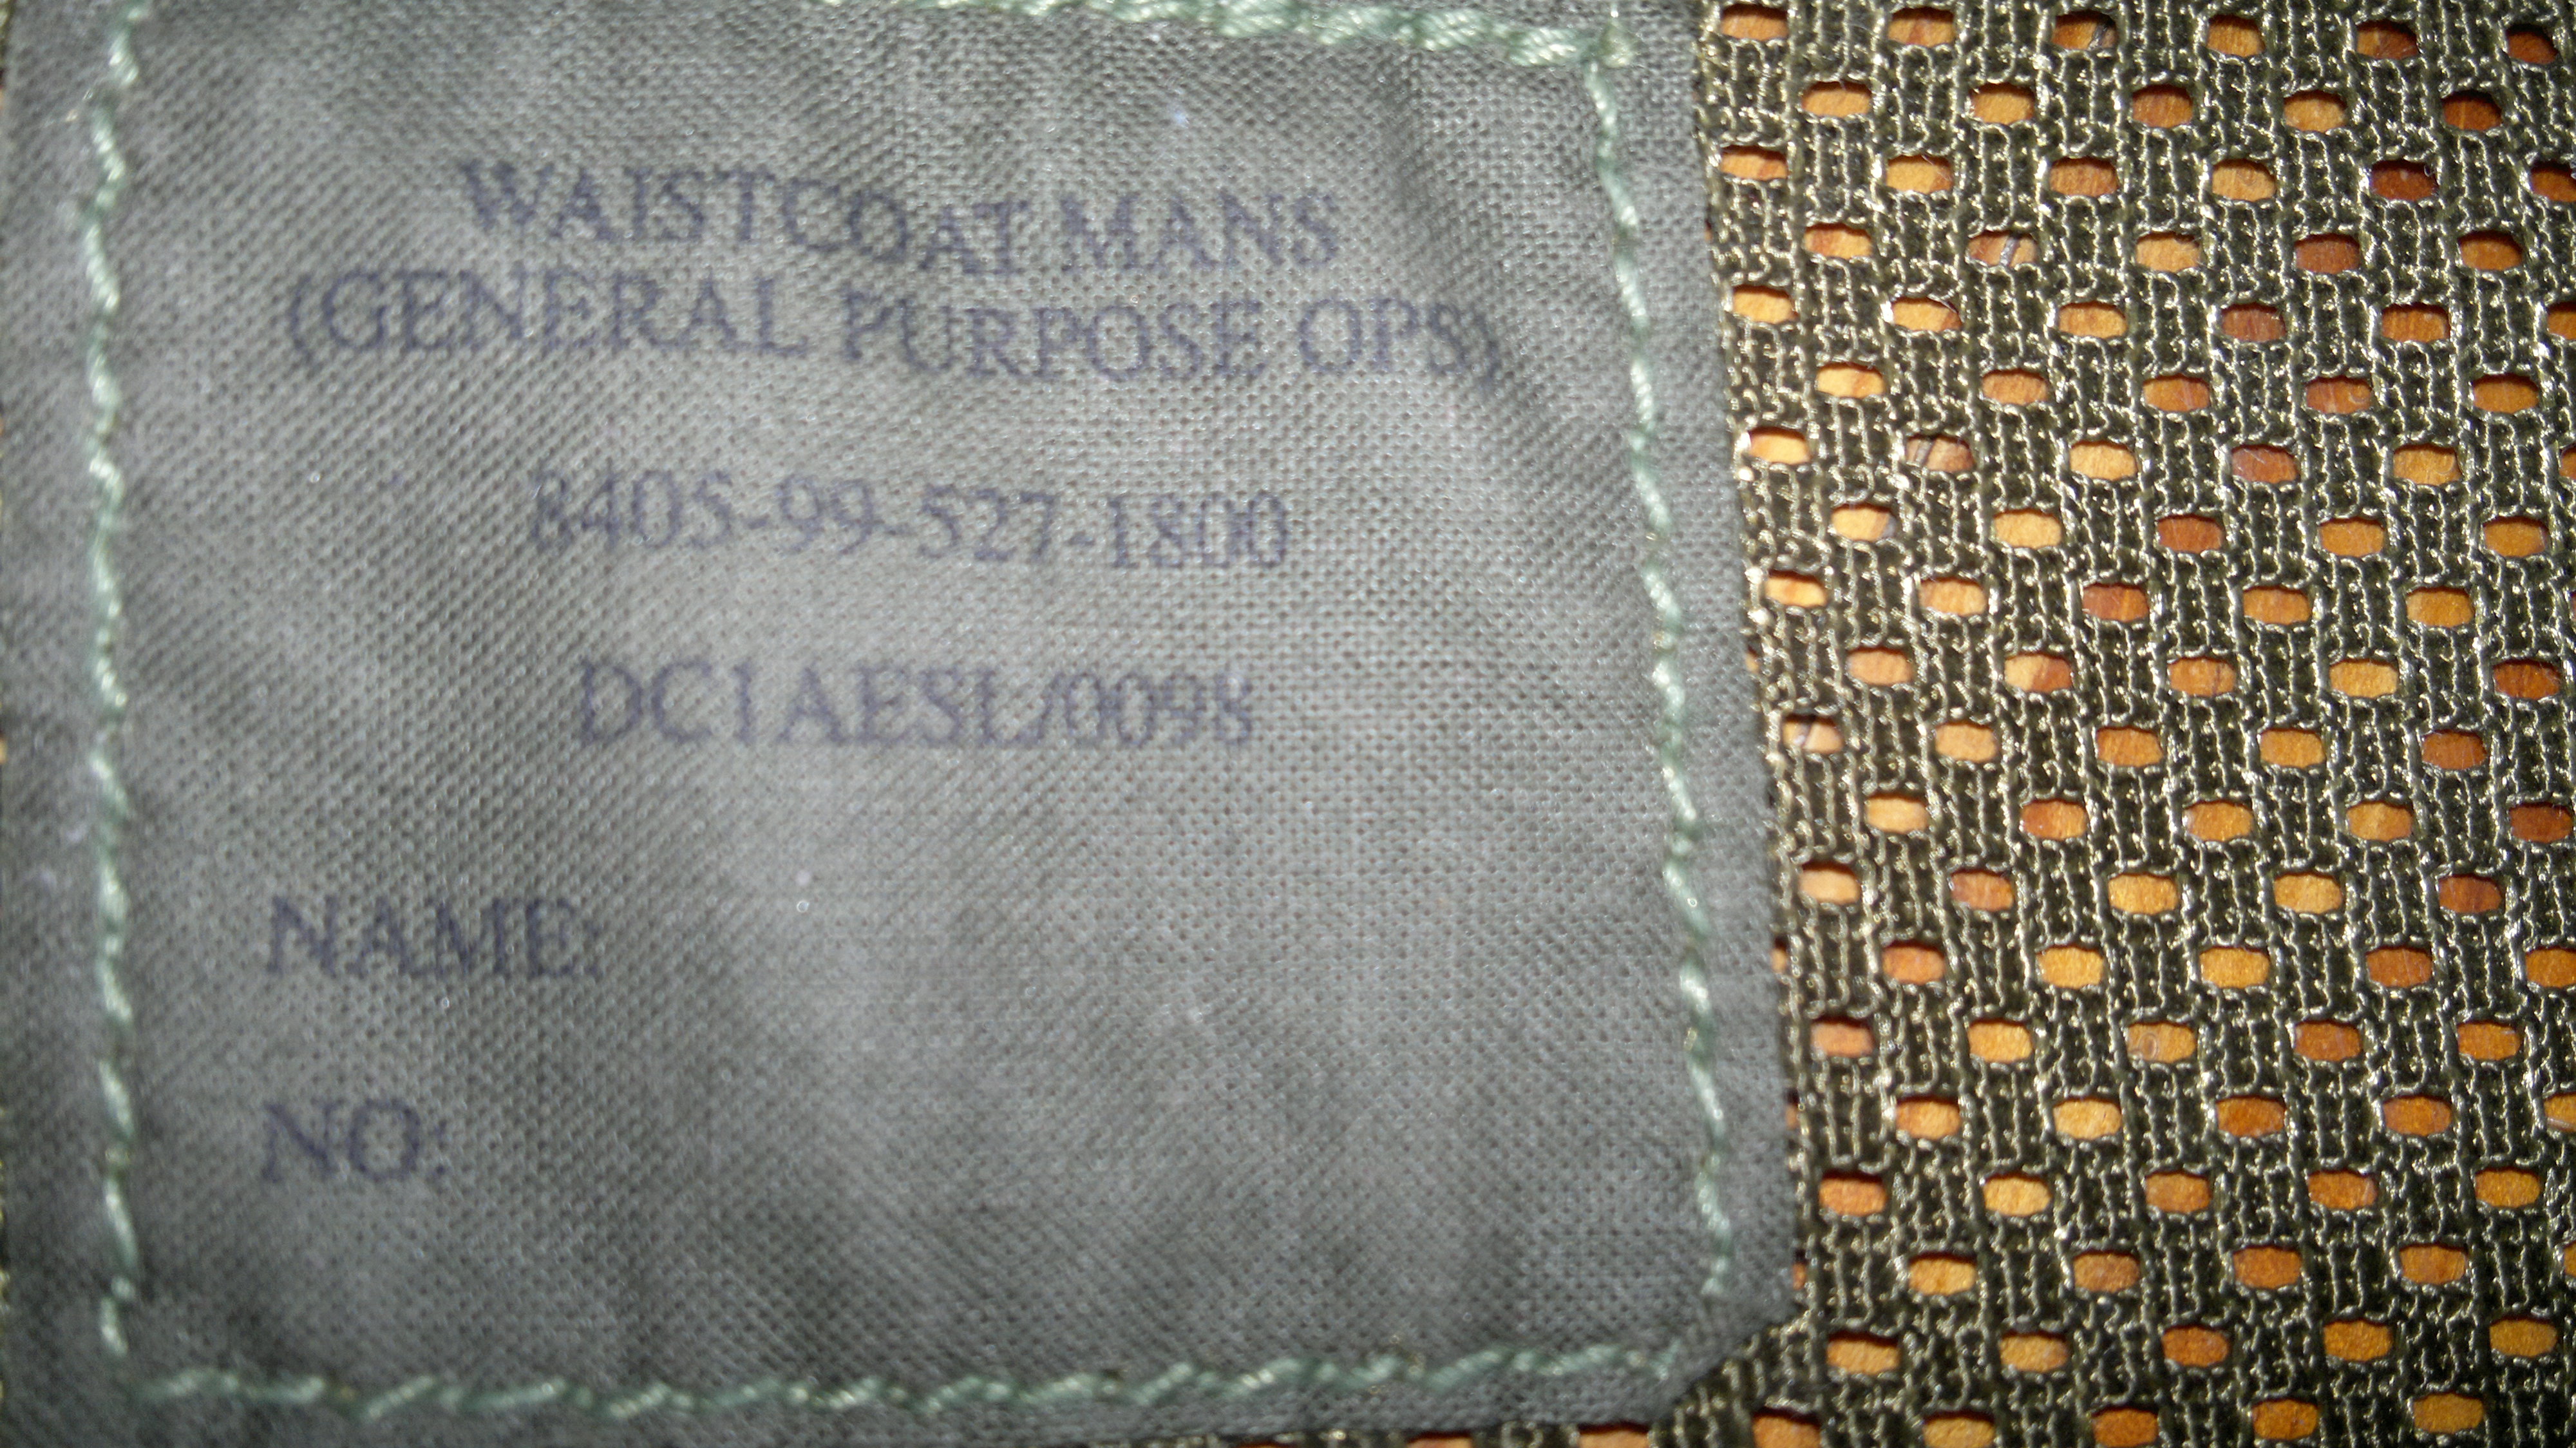 WAISTCOAT MANS
(GENERAL PURPOSE OPS)
8405-99-527-1800
DC1AESL/0098
NAME:
NO: